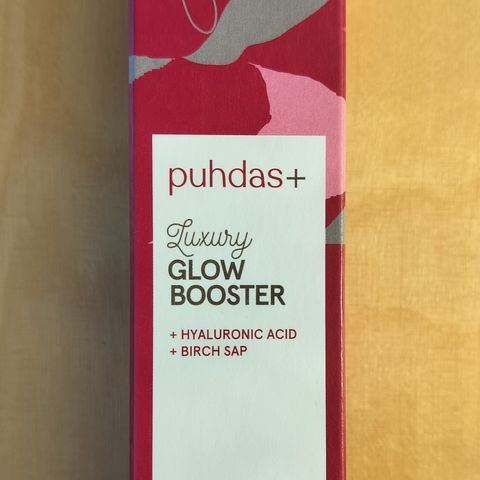 puhdas+
Luxury
GLOW
BOOSTER
+ HYALURONIC ACID
+ BIRCH SAP